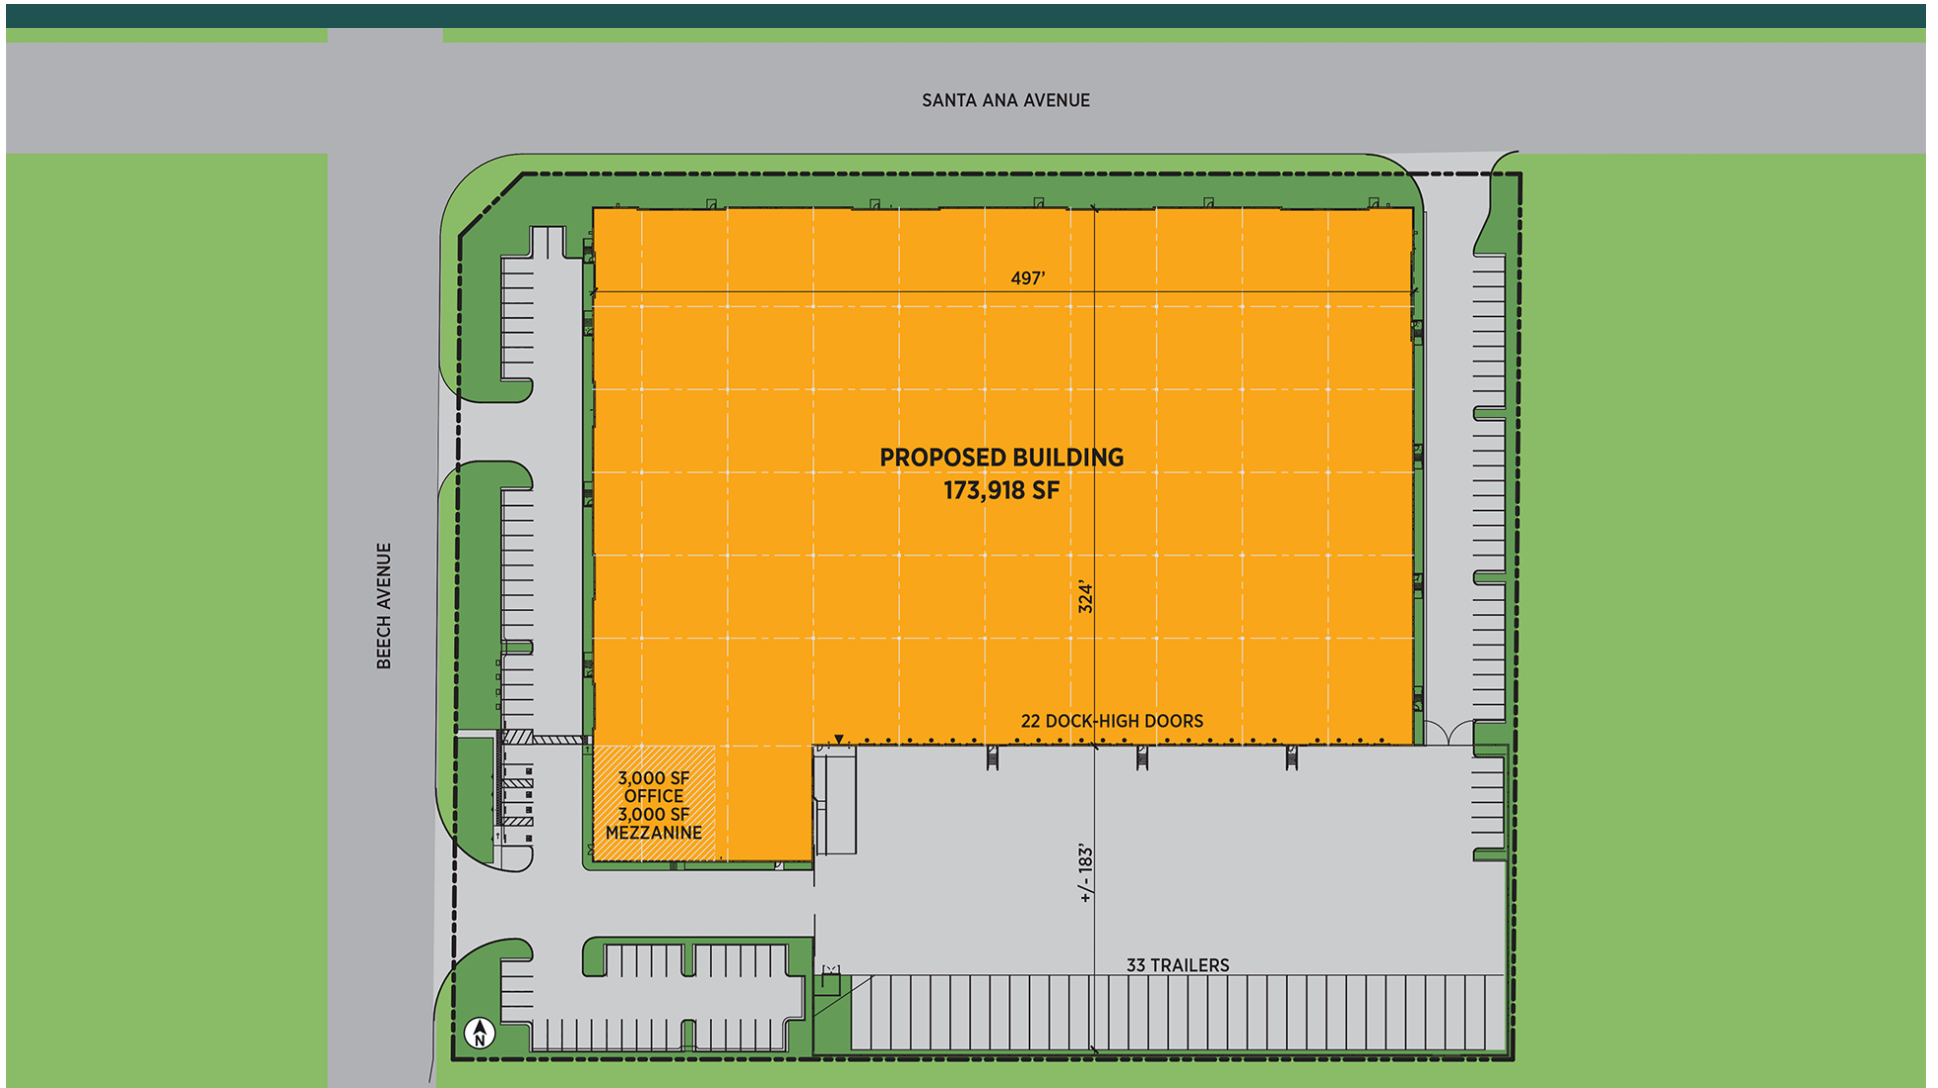 SANTA ANA AVENUE
497'
PROPOSED BUILDING
173,918 SF
324'
BEECH AVENUE
22 DOCK-HIGH DOORS
3,000 SF
OFFICE
3,000 SF
MEZZANINE
+/- 183'
33 TRAILERS
N